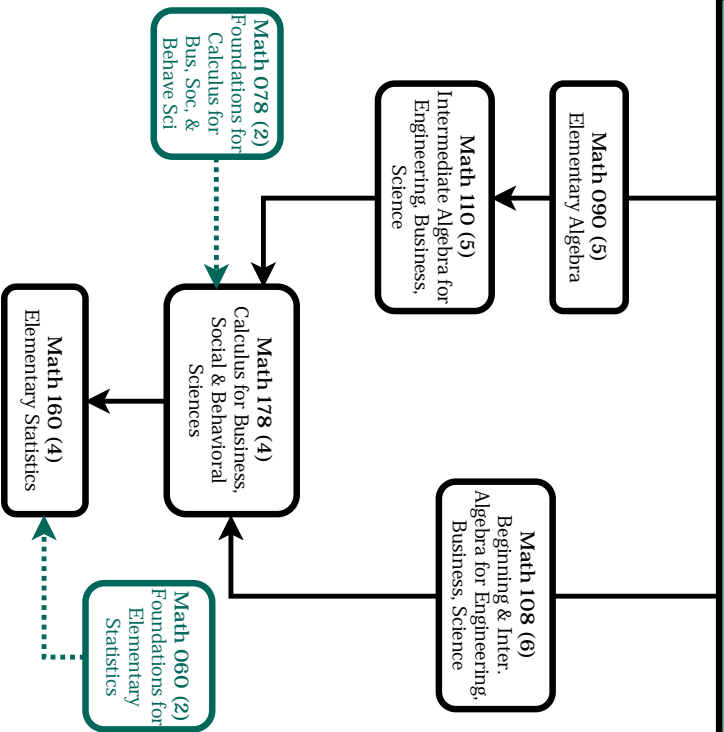 Math 090 (5)
Elementary Algebra
Math 110 (5)
Intermediate Algebra for
Engineering, Business,
Science
Math 108 (6)
Beginning & Inter.
Algebra for Engineering,
Business, Science
Math 078 (2)
Foundations for
Calculus for
Bus, Soc, &
Behave Sci
Math 178 (4)
Calculus for Business,
Social & Behavioral
Sciences
Math 060 (2)
Foundations for
Elementary
Statistics
Math 160 (4)
Elementary Statistics